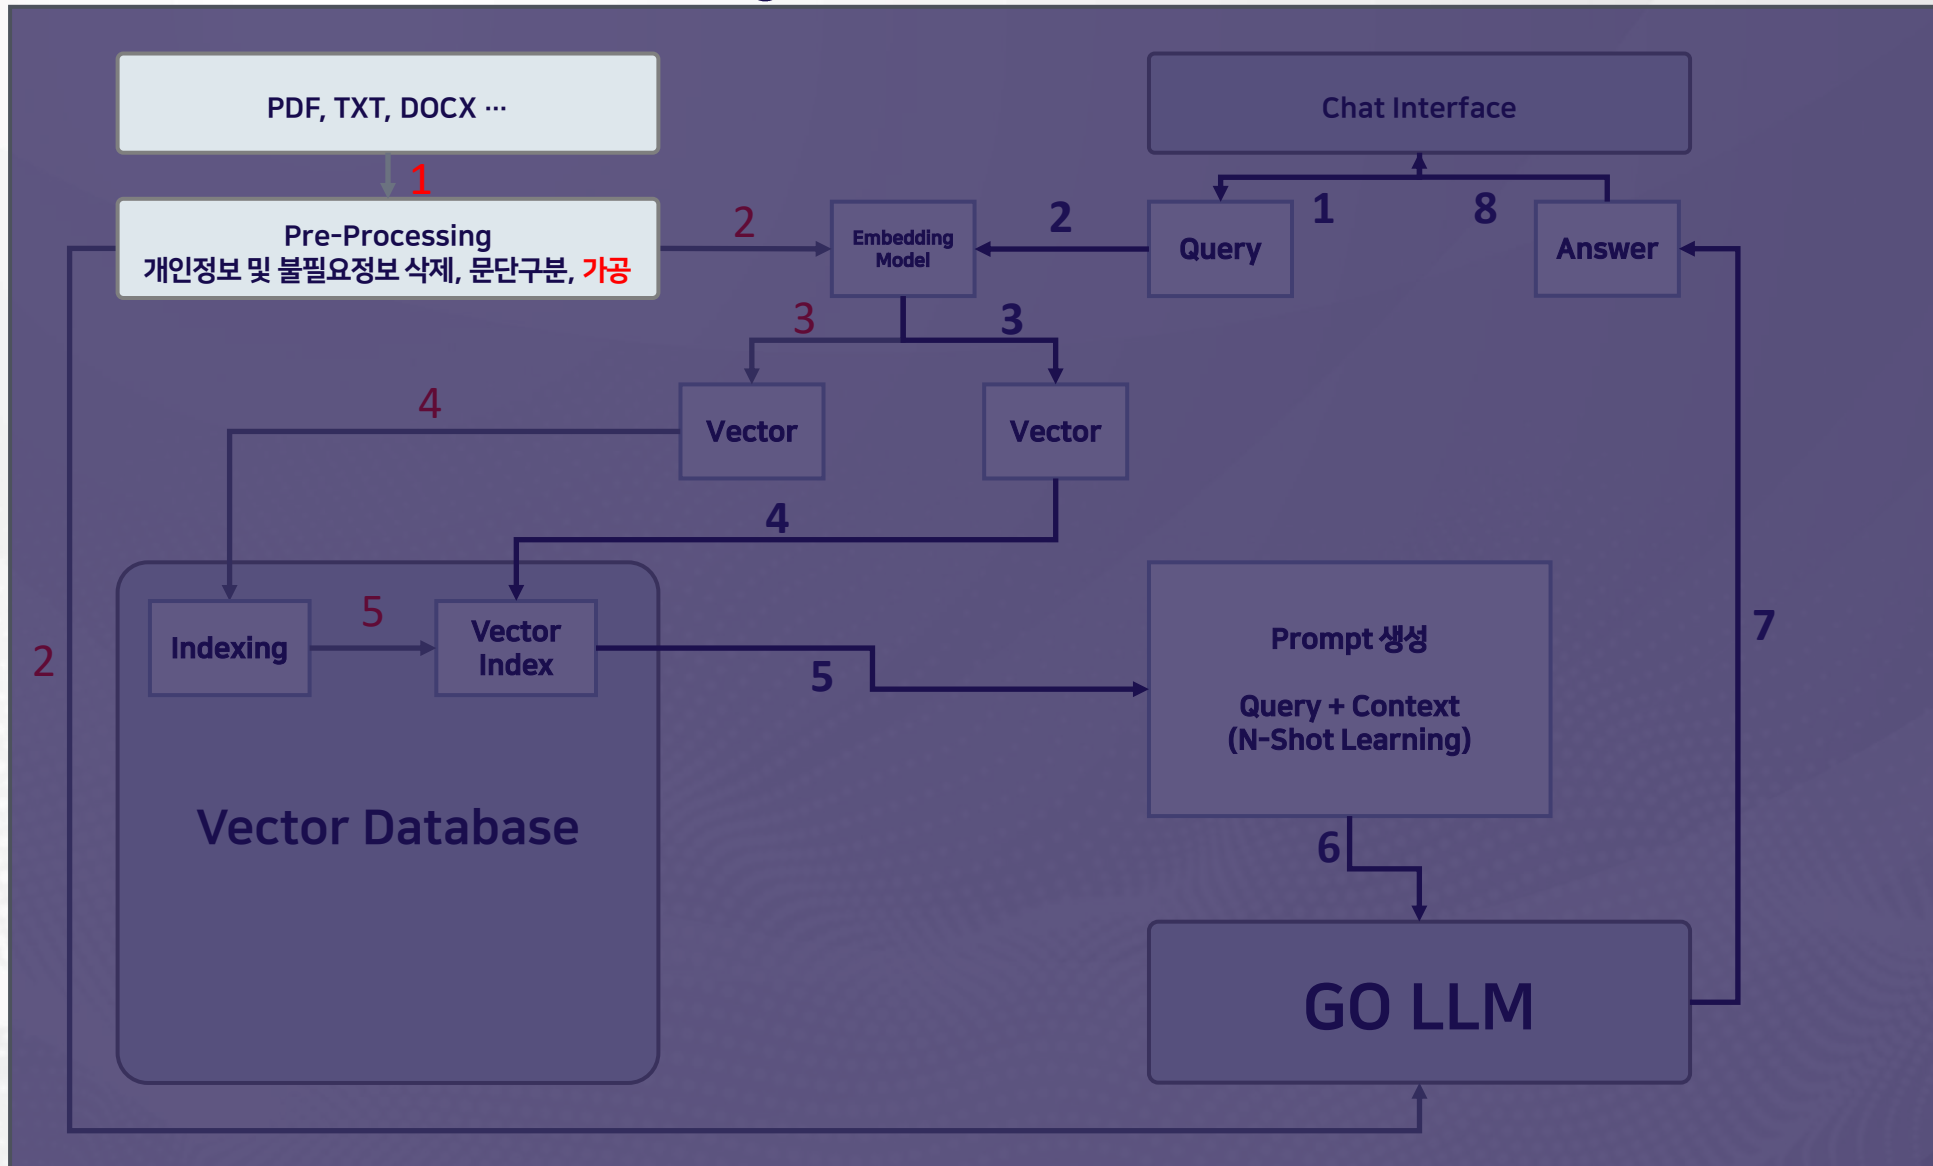 PDF, TXT, DOCX ···
Chat Interface
1
Pre-Processing
개인정보 및 불필요정보 삭제, 문단구분, 가공
2
Embedding
Model
2
Query
1
8
Answer
3
3
4
Vector
Vector
4
Indexing
5
Vector
Index
2
5
Prompt 생성
Query + Context
(N-Shot Learning)
7
Vector Database
6
GO LLM